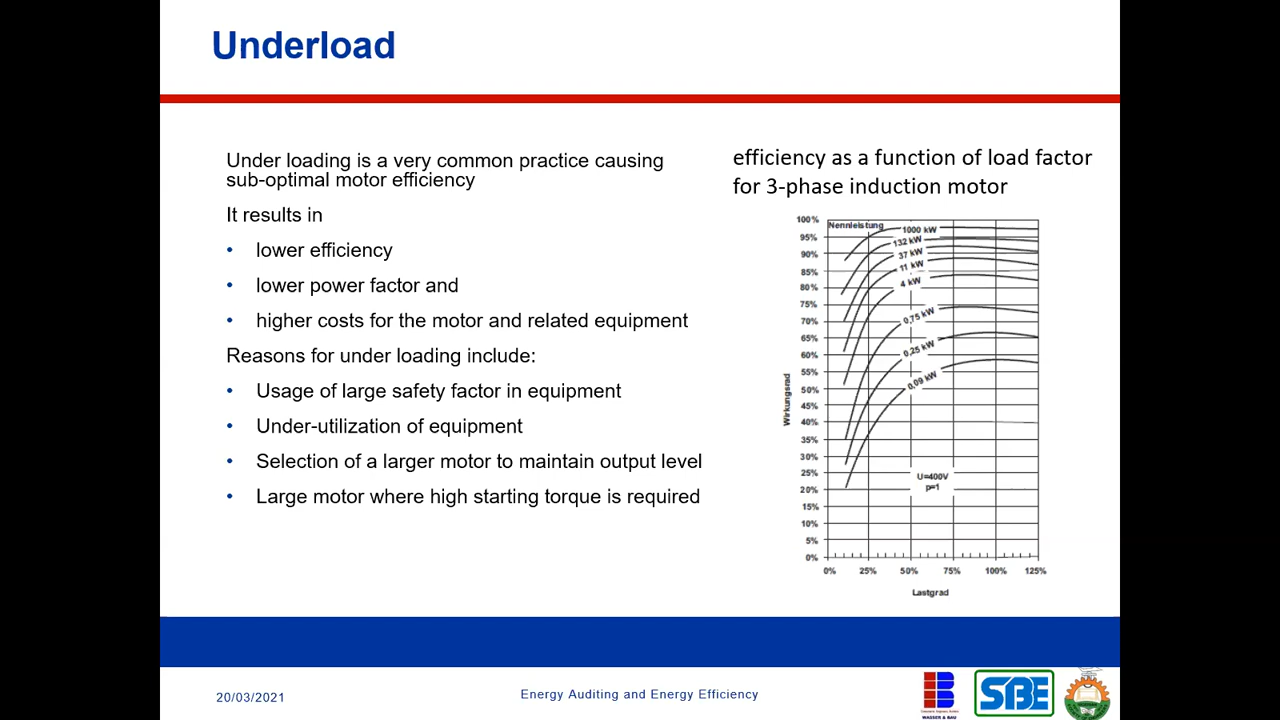 Underload
Under loading is a very common practice causing
sub-optimal motor efficiency
It results in
• lower efficiency
• lower power factor and
• higher costs for the motor and related equipment
Reasons for under loading include:
• Usage of large safety factor in equipment
• Under-utilization of equipment
• Selection of a larger motor to maintain output level
• Large motor where high starting torque is required
efficiency as a function of load factor
for 3-phase induction motor
Nennleistung
1000 kW
132 kW
37 kW
11 kW
4 kW
0,75 kW
0,25 kW
0,09 kW
U=400V
p=1
Wirkungsrad
100%
95%
90%
85%
80%
75%
70%
65%
60%
55%
50%
45%
40%
35%
30%
25%
20%
15%
10%
5%
0%
0% 25% 50% 75% 100% 125%
Lastgrad
20/03/2021
Energy Auditing and Energy Efficiency
WASSER & BAU
SBE